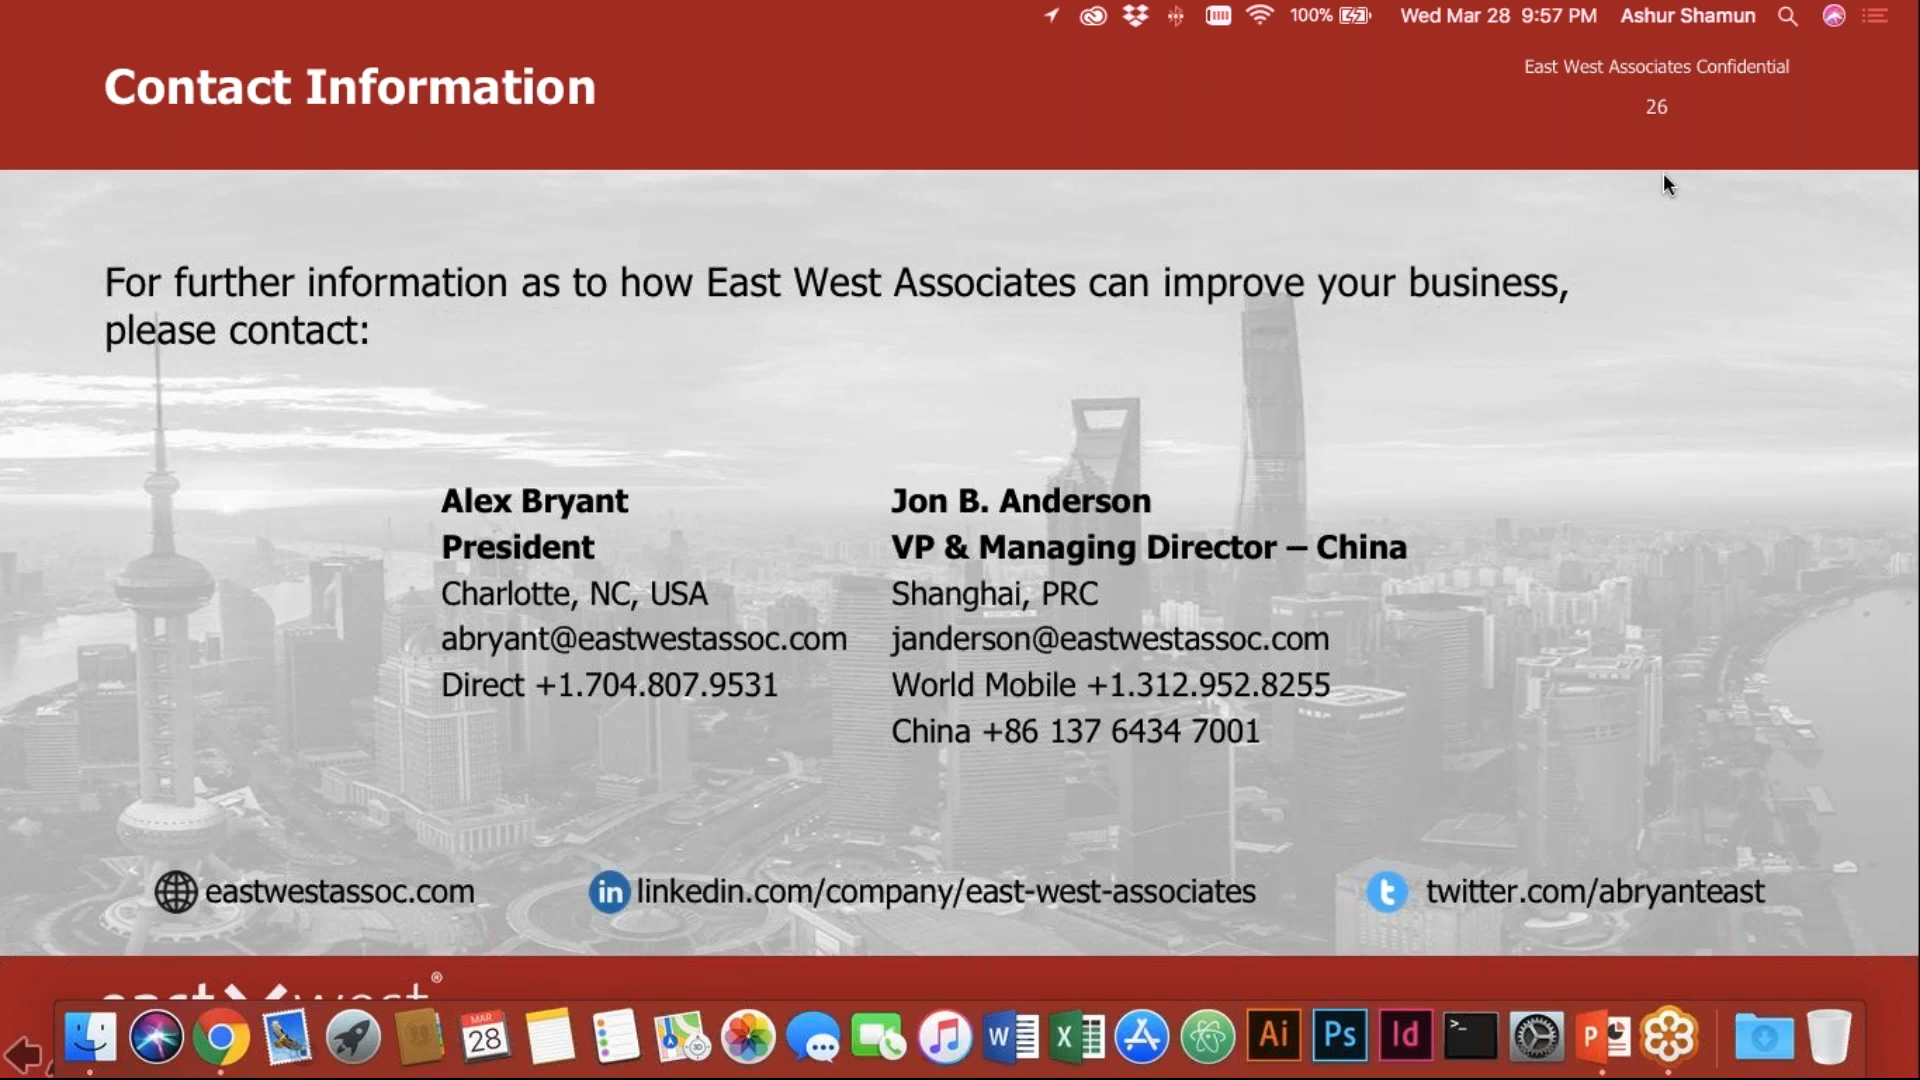 100% Wed Mar 28 9:57 PM Ashur Shamun
Contact Information
East West Associates Confidential
26
For further information as to how East West Associates can improve your business,
please contact:
Alex Bryant
President
Charlotte, NC, USA
abryant@eastwestassoc.com
Direct +1.704.807.9531
Jon B. Anderson
VP & Managing Director – China
Shanghai, PRC
janderson@eastwestassoc.com
World Mobile +1.312.952.8255
China +86 137 6434 7001
eastwestassoc.com
in linkedin.com/company/east-west-associates
t twitter.com/abryanteast
east west®
MAR
28
3D
W
X
Ai
Ps
Id
>_
P